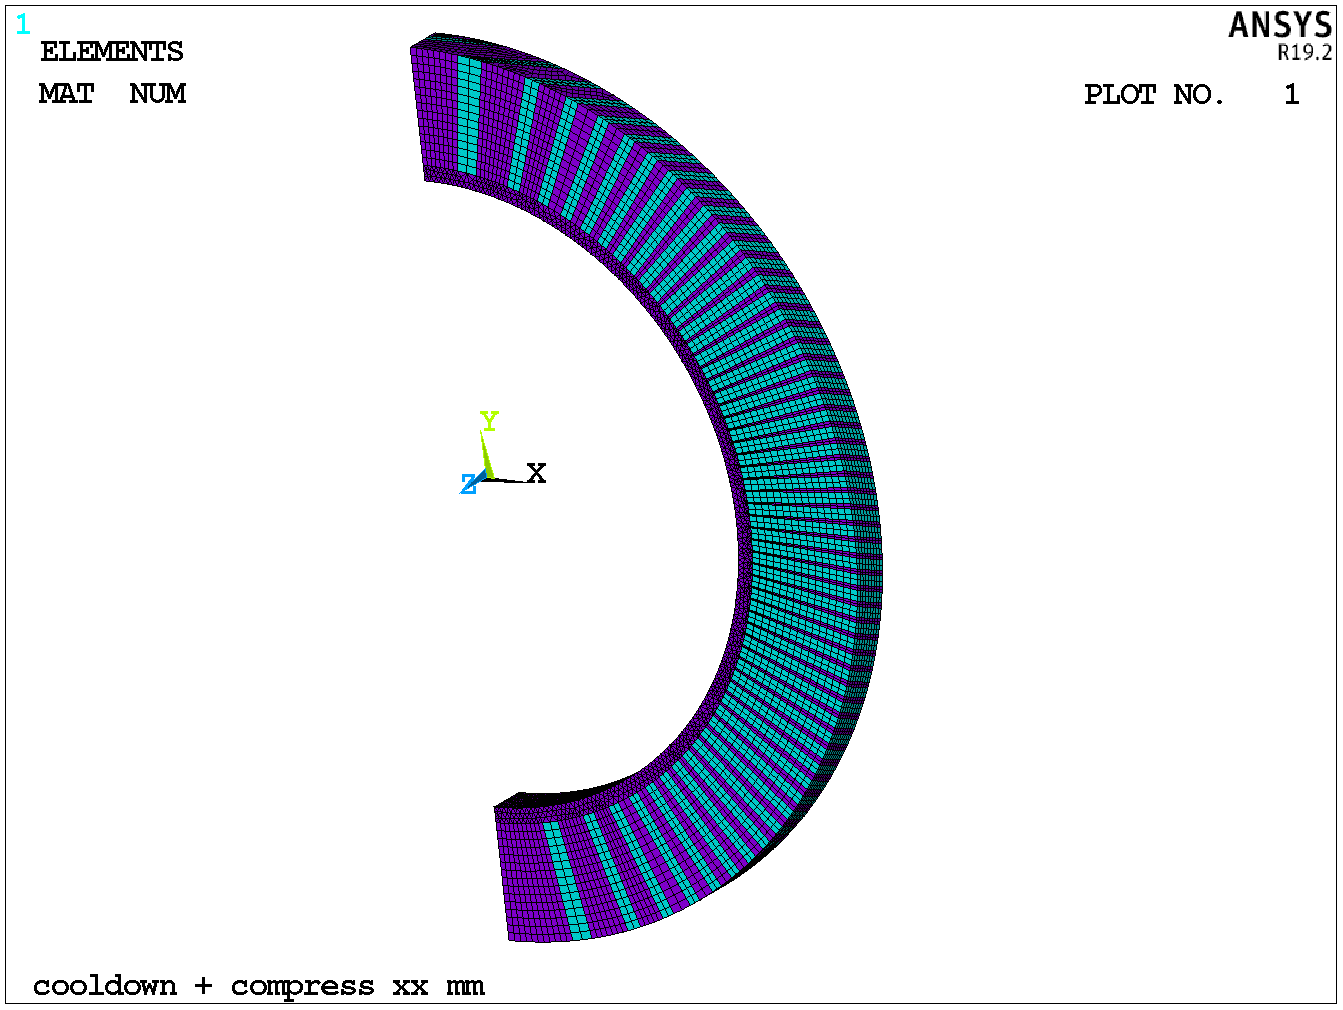 1
ELEMENTS
MAT NUM
ANSYS
R19.2
PLOT NO. 1
Y
X
Z
cooldown + compress xx mm